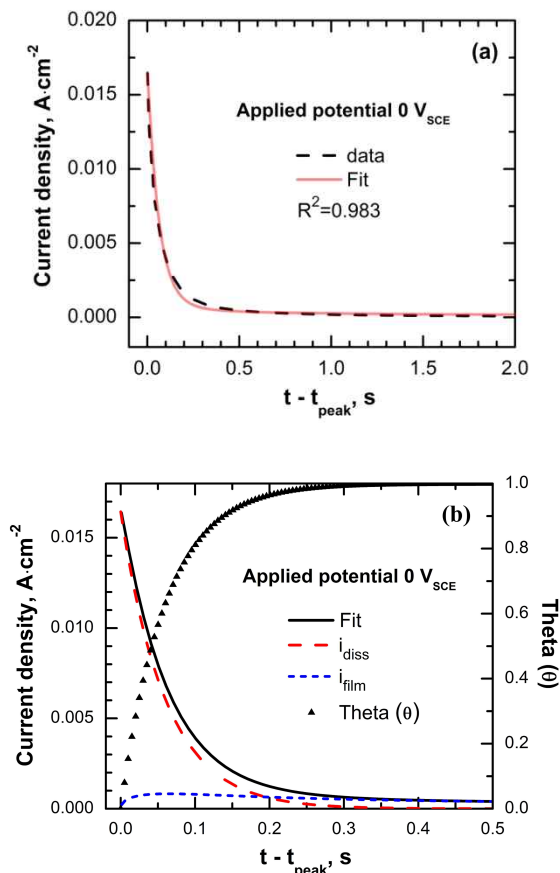 0.020
(a)
0.015
Applied potential 0 V_SCE
data
0.010
Fit
R²=0.983
0.005
0.000
Current density, A·cm⁻²
0.0 0.5 1.0 1.5 2.0
t - t_peak, s
(b)
1.0
0.015
0.8
Applied potential 0 V_SCE
0.010
Fit
0.6
i_diss
i_film
0.4
0.005
Theta (θ)
0.2
0.000
0.0
Current density, A·cm⁻²
Theta (θ)
0.0 0.1 0.2 0.3 0.4 0.5
t - t_peak, s